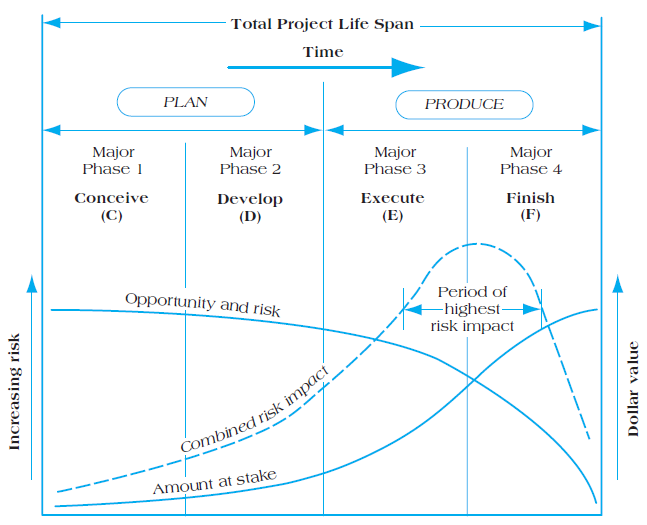 Total Project Life Span
Time
PLAN
PRODUCE
Major
Phase 1
Conceive
(C)
Major
Phase 2
Develop
(D)
Major
Phase 3
Execute
(E)
Major
Phase 4
Finish
(F)
Increasing risk
Opportunity and risk
Combined risk impact
Amount at stake
Period of
highest
risk impact
Dollar value